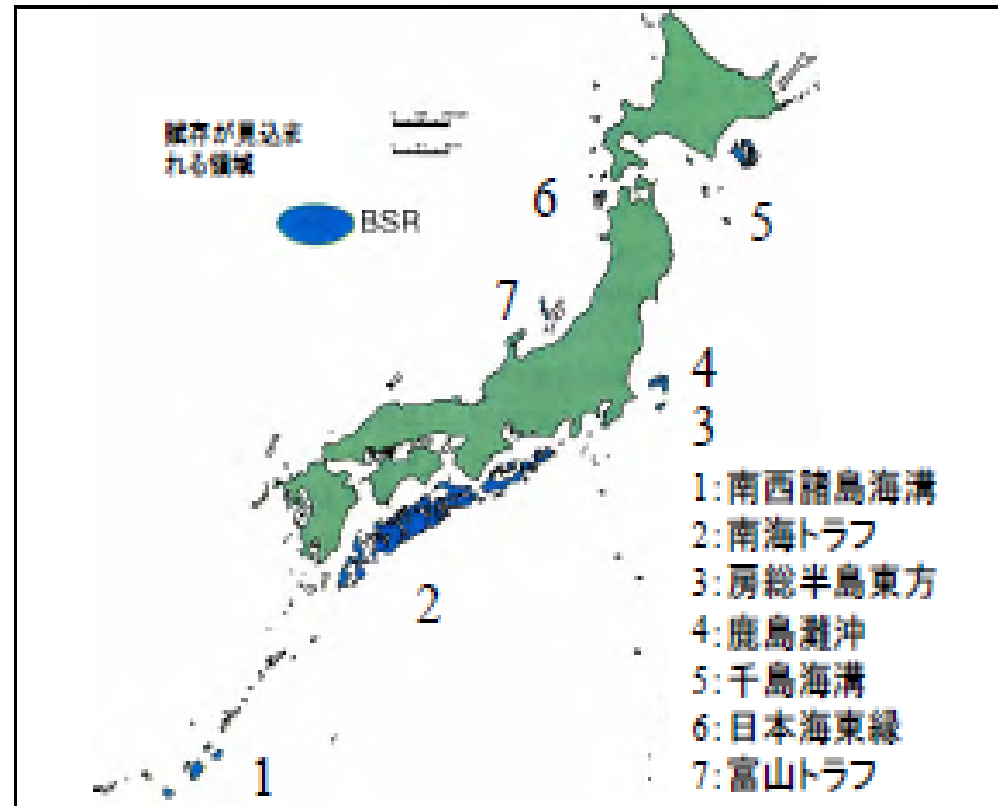 賦存が見込ま
れる領域
BSR
6
5
7
4
3
2
1
1:南西諸島海溝
2:南海トラフ
3:房総半島東方
4:鹿島灘沖
5:千島海溝
6:日本海東縁
7:富山トラフ